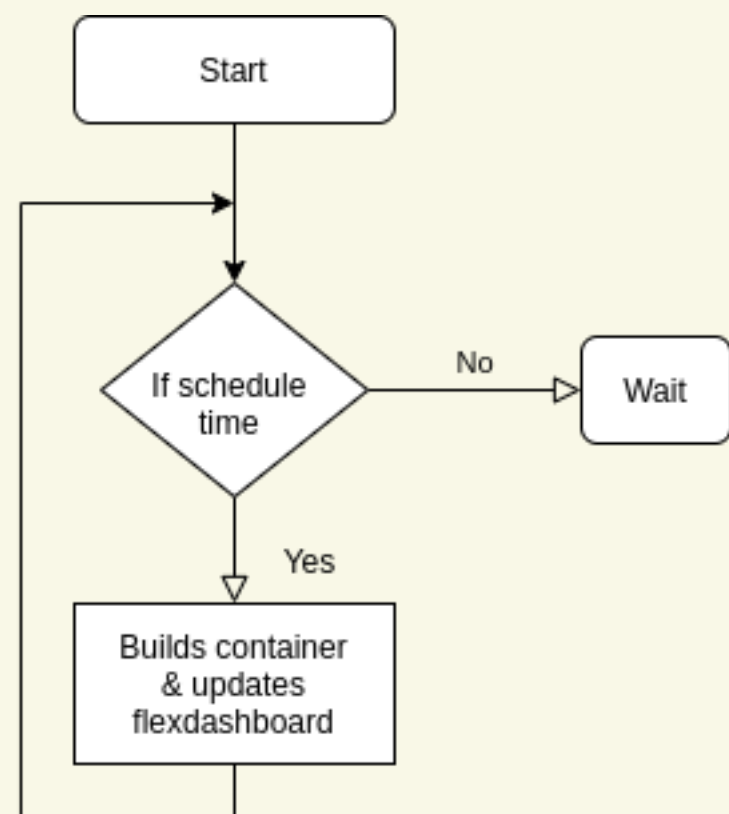 Start
No
If schedule
time
Wait
Yes
Builds container
& updates
flexdashboard